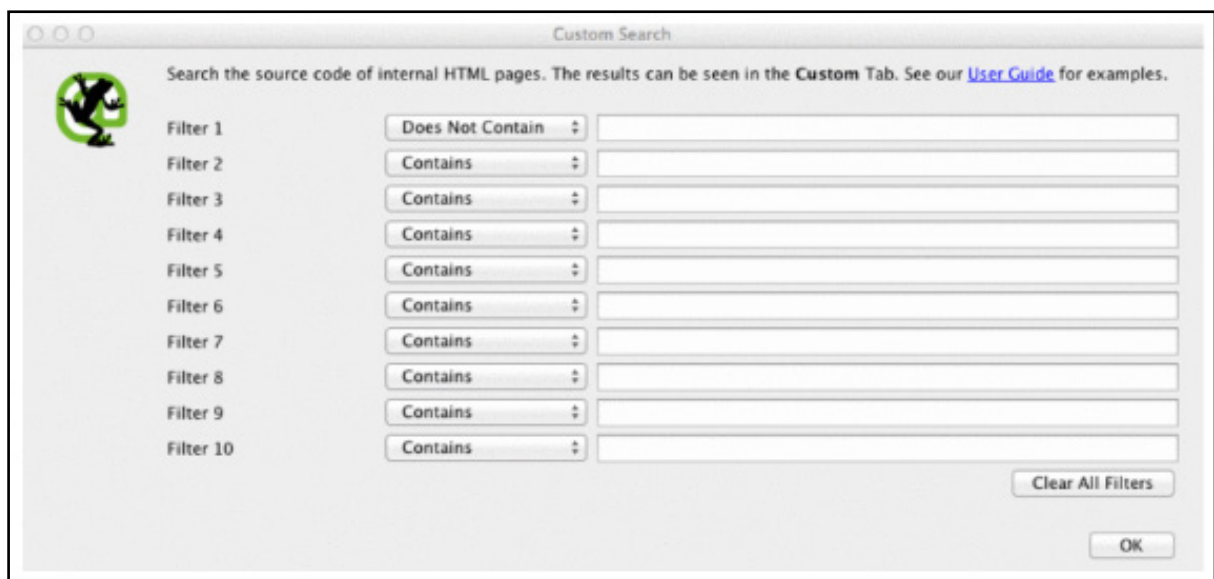 Custom Search
Search the source code of internal HTML pages. The results can be seen in the Custom Tab. See our User Guide for examples.
Filter 1 Does Not Contain
Filter 2 Contains
Filter 3 Contains
Filter 4 Contains
Filter 5 Contains
Filter 6 Contains
Filter 7 Contains
Filter 8 Contains
Filter 9 Contains
Filter 10 Contains
Clear All Filters
OK